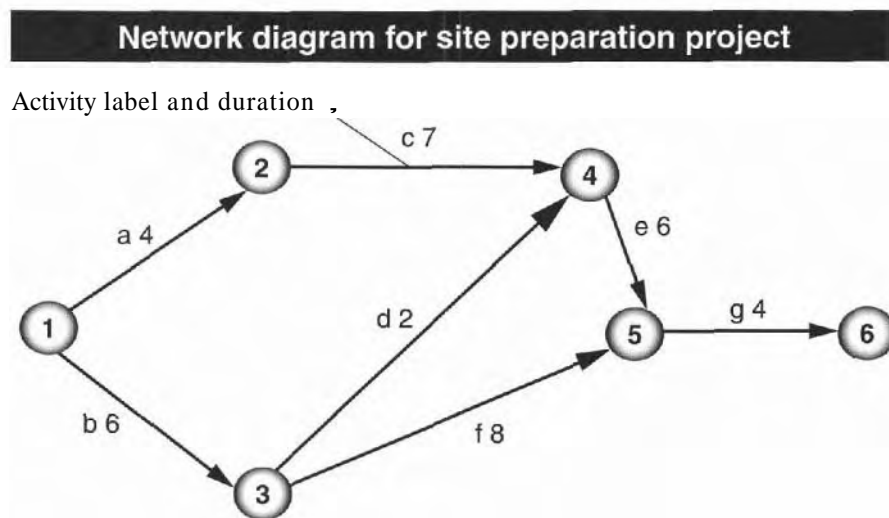 Network diagram for site preparation project
Activity label and duration ,
c 7
2
4
a 4
e 6
1
d 2
5
g 4
6
b 6
f 8
3